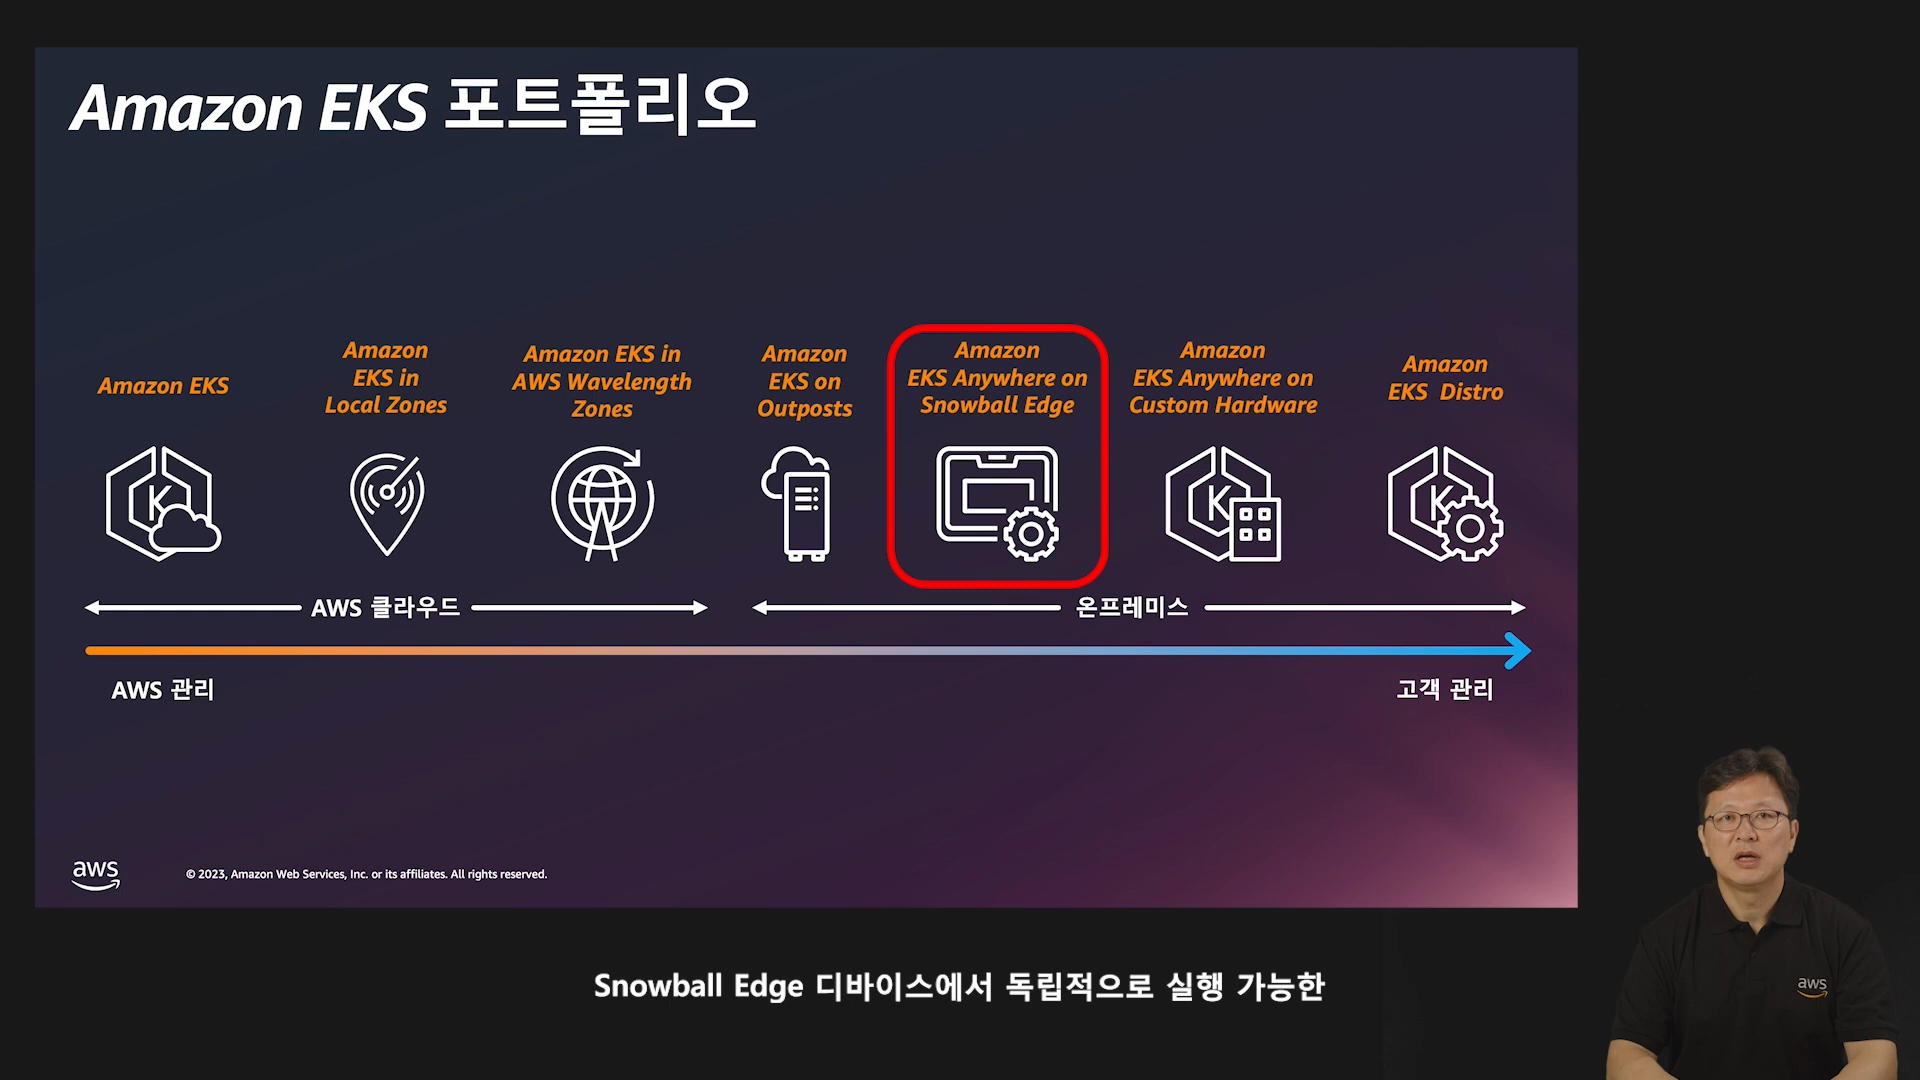 Amazon EKS 포트폴리오
Amazon EKS
Amazon
EKS in
Local Zones
Amazon EKS in
AWS Wavelength
Zones
Amazon
EKS on
Outposts
Amazon
EKS Anywhere on
Snowball Edge
Amazon
EKS Anywhere on
Custom Hardware
Amazon
EKS Distro
K
K
K
AWS 클라우드
온프레미스
AWS 관리
고객 관리
aws
© 2023, Amazon Web Services, Inc. or its affiliates. All rights reserved.
aws
Snowball Edge 디바이스에서 독립적으로 실행 가능한